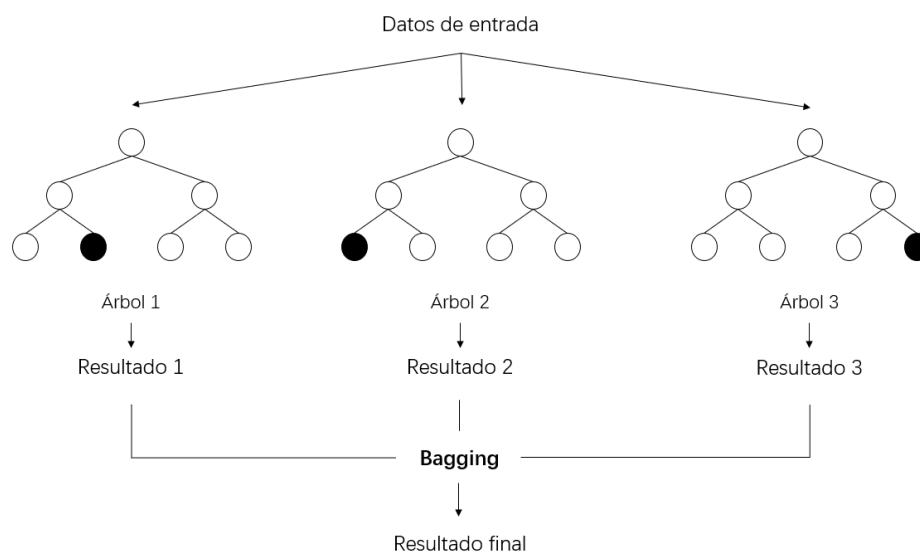 Datos de entrada
Árbol 1
Árbol 2
Árbol 3
Resultado 1
Resultado 2
Resultado 3
Bagging
Resultado final